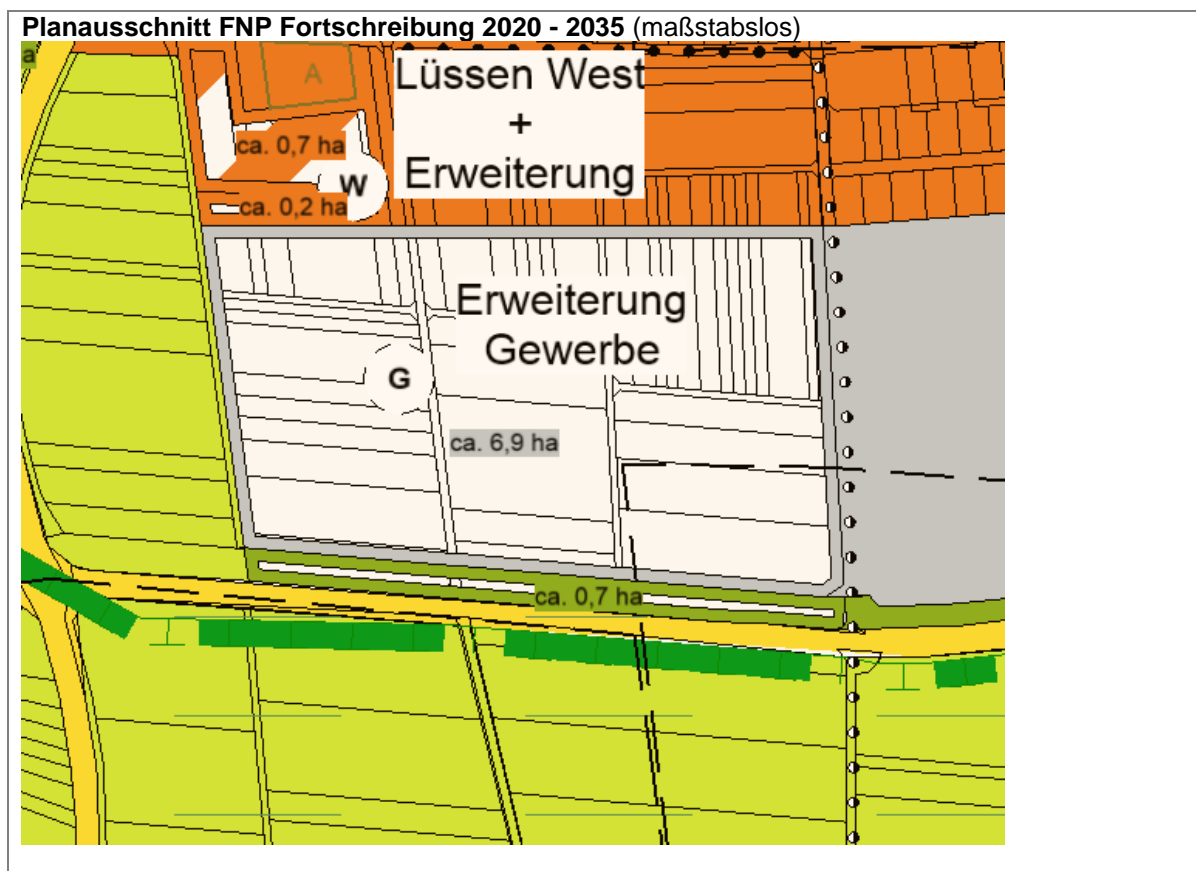 Planausschnitt FNP Fortschreibung 2020 - 2035 (maßstabslos)
a
A
Lüssen West
+
Erweiterung
ca. 0,7 ha
W
ca. 0,2 ha
Erweiterung
Gewerbe
G
ca. 6,9 ha
ca. 0,7 ha